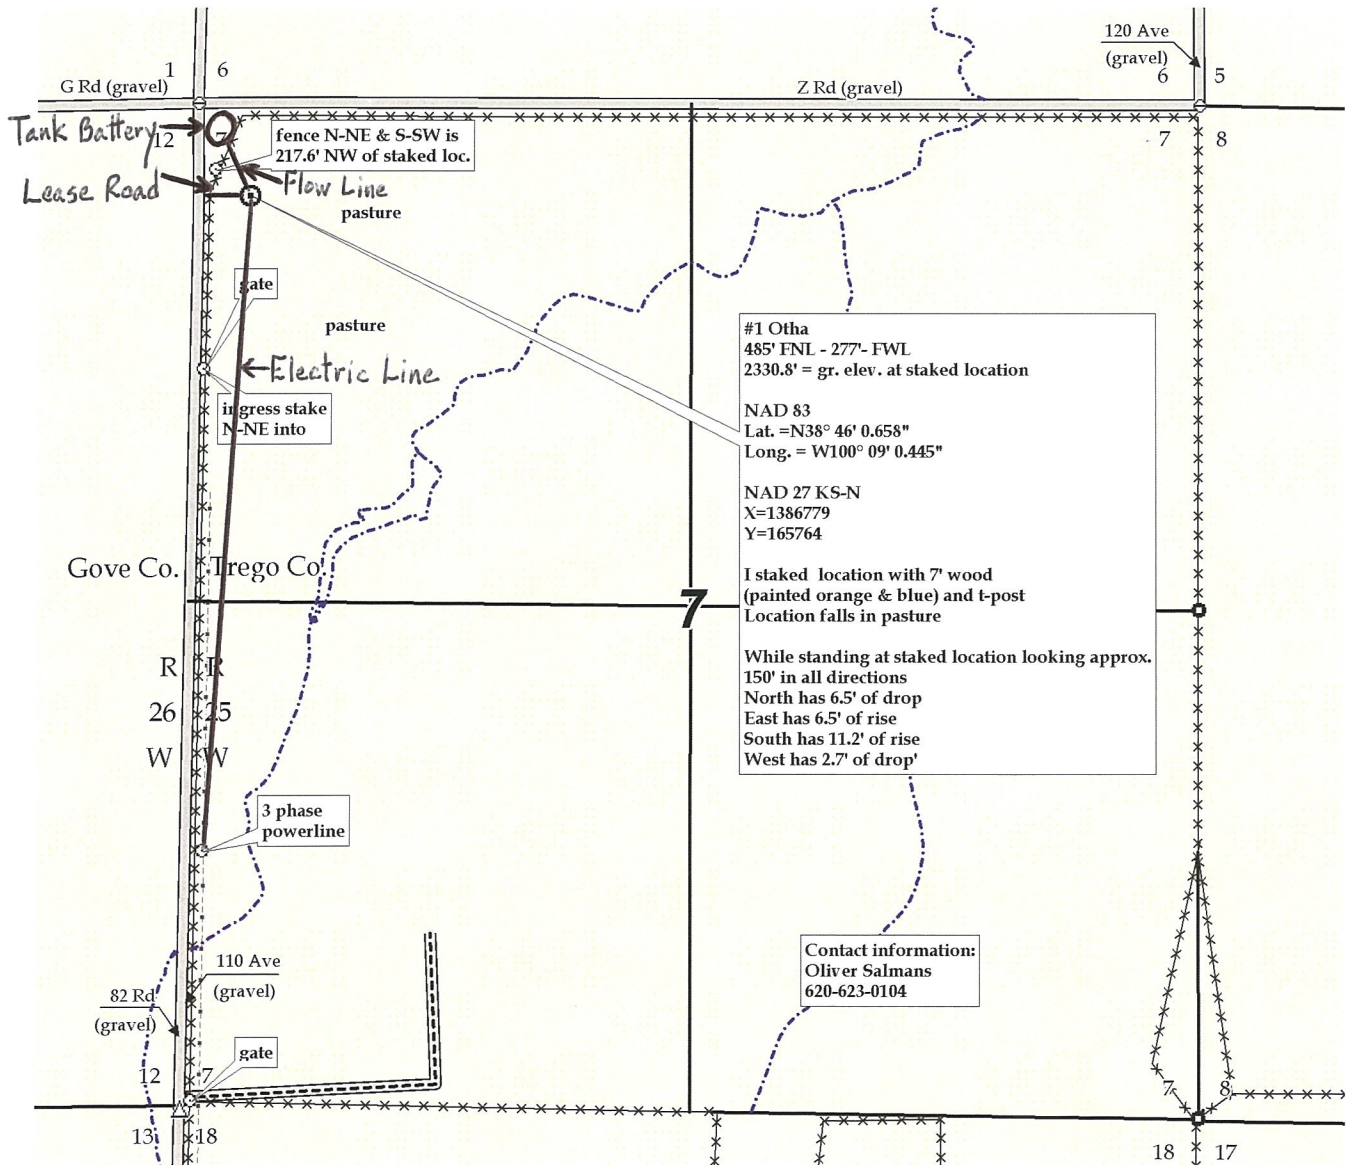 120 Ave
(gravel)
1 6
6 5
G Rd (gravel)
Z Rd (gravel)
Tank Battery
12 7
7 8
fence N-NE & S-SW is
217.6' NW of staked loc.
Lease Road
Flow Line
pasture
gate
pasture
#1 Otha
485' FNL - 277'- FWL
2330.8' = gr. elev. at staked location
NAD 83
Lat. =N38° 46' 0.658"
Long. = W100° 09' 0.445"
NAD 27 KS-N
X=1386779
Y=165764
I staked location with 7' wood
(painted orange & blue) and t-post
Location falls in pasture
While standing at staked location looking approx.
150' in all directions
North has 6.5' of drop
East has 6.5' of rise
South has 11.2' of rise
West has 2.7' of drop'
Electric Line
ingress stake
N-NE into
Gove Co. Trego Co.
7
R R
26 25
W W
3 phase
powerline
110 Ave
(gravel)
82 Rd
(gravel)
Contact information:
Oliver Salmans
620-623-0104
gate
12 7
7 8
13 18
18 17